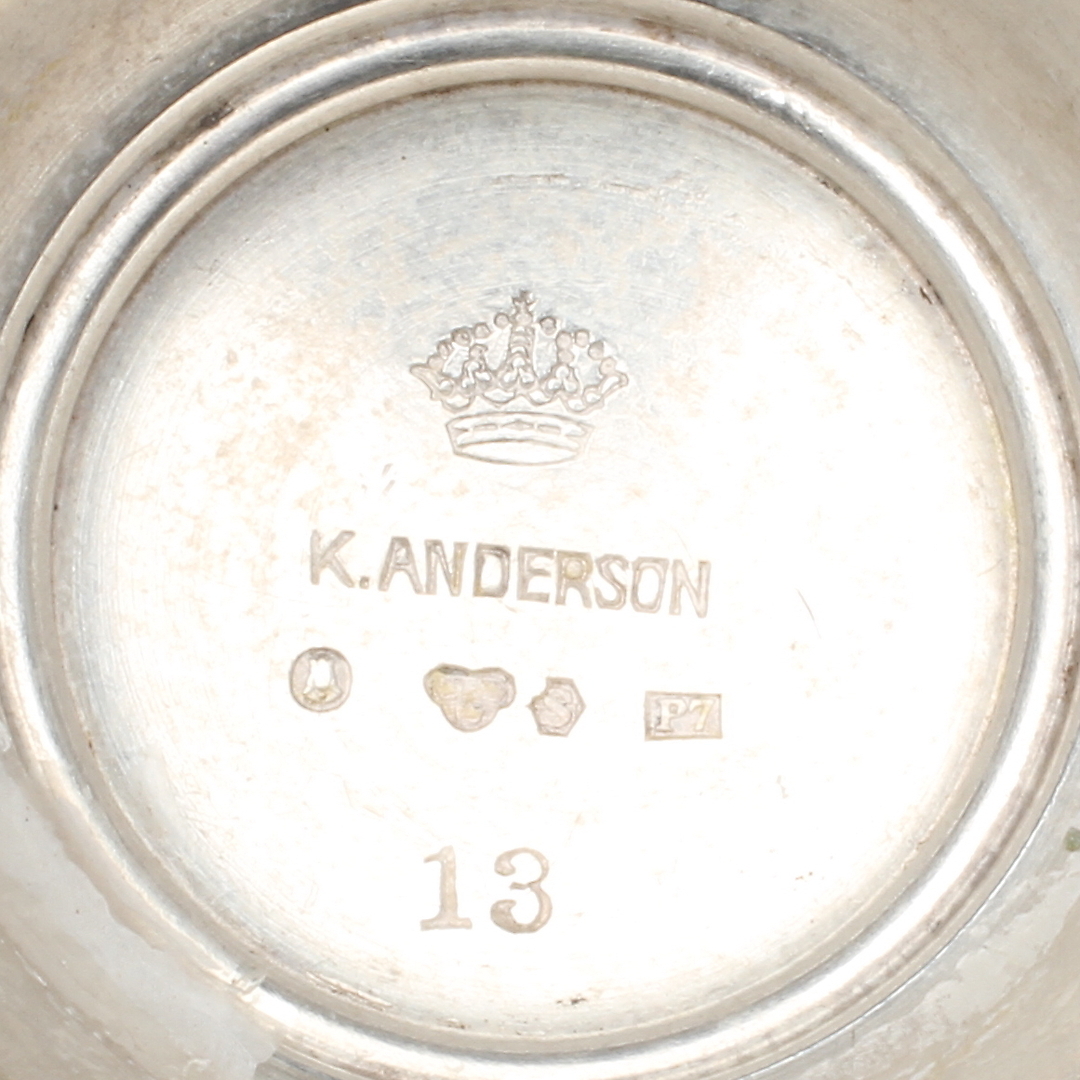 K. ANDERSON
S P7
13